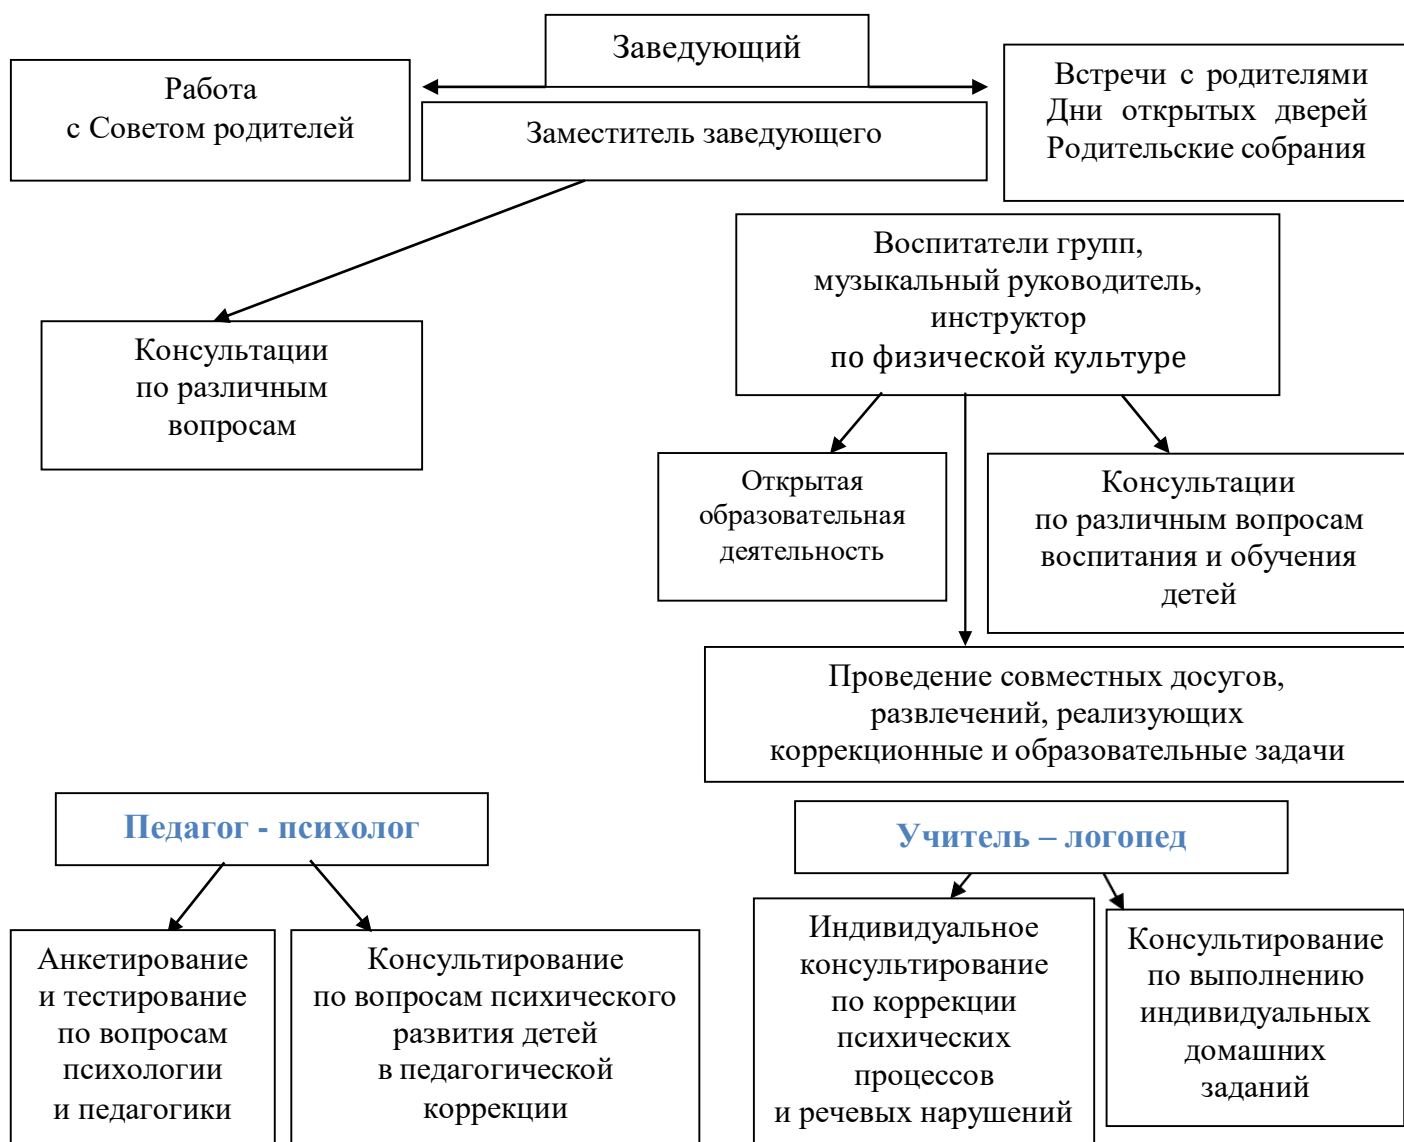 Заведующий
Работа
с Советом родителей
Встречи с родителями
Дни открытых дверей
Родительские собрания
Заместитель заведующего
Воспитатели групп,
музыкальный руководитель,
инструктор
по физической культуре
Консультации
по различным
вопросам
Открытая
образовательная
деятельность
Консультации
по различным вопросам
воспитания и обучения
детей
Проведение совместных досугов,
развлечений, реализующих
коррекционные и образовательные задачи
Педагог - психолог
Учитель – логопед
Анкетирование
и тестирование
по вопросам
психологии
и педагогики
Консультирование
по вопросам психического
развития детей
в педагогической
коррекции
Индивидуальное
консультирование
по коррекции
психических
процессов
и речевых нарушений
Консультирование
по выполнению
индивидуальных
домашних
заданий